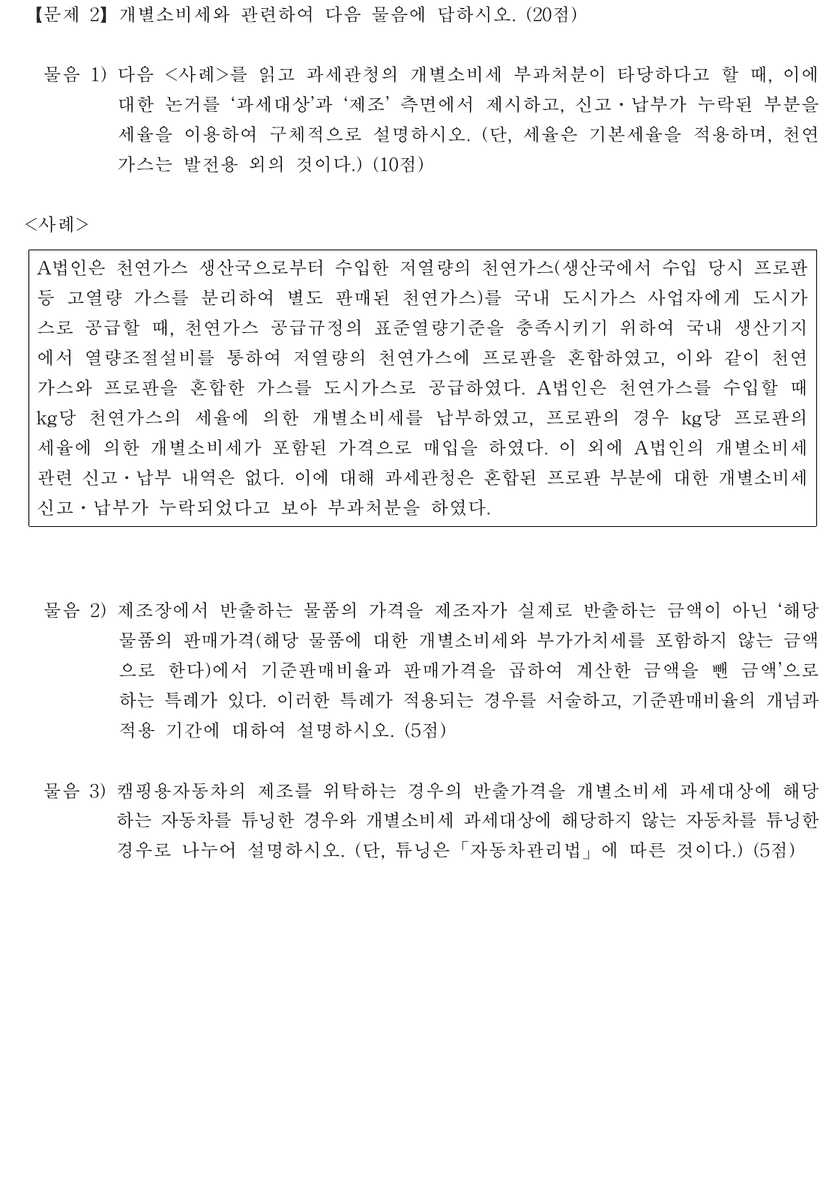 【문제 2】 개별소비세와 관련하여 다음 물음에 답하시오. (20점)
물음 1) 다음 <사례>를 읽고 과세관청의 개별소비세 부과처분이 타당하다고 할 때, 이에
대한 논거를 ‘과세대상’과 ‘제조’ 측면에서 제시하고, 신고・납부가 누락된 부분을
세율을 이용하여 구체적으로 설명하시오. (단, 세율은 기본세율을 적용하며, 천연
가스는 발전용 외의 것이다.) (10점)
<사례>
A법인은 천연가스 생산국으로부터 수입한 저열량의 천연가스(생산국에서 수입 당시 프로판
등 고열량 가스를 분리하여 별도 판매된 천연가스)를 국내 도시가스 사업자에게 도시가
스로 공급할 때, 천연가스 공급규정의 표준열량기준을 충족시키기 위하여 국내 생산기지
에서 열량조절설비를 통하여 저열량의 천연가스에 프로판을 혼합하였고, 이와 같이 천연
가스와 프로판을 혼합한 가스를 도시가스로 공급하였다. A법인은 천연가스를 수입할 때
kg당 천연가스의 세율에 의한 개별소비세를 납부하였고, 프로판의 경우 kg당 프로판의
세율에 의한 개별소비세가 포함된 가격으로 매입을 하였다. 이 외에 A법인의 개별소비세
관련 신고・납부 내역은 없다. 이에 대해 과세관청은 혼합된 프로판 부분에 대한 개별소비세
신고・납부가 누락되었다고 보아 부과처분을 하였다.
물음 2) 제조장에서 반출하는 물품의 가격을 제조자가 실제로 반출하는 금액이 아닌 ‘해당
물품의 판매가격(해당 물품에 대한 개별소비세와 부가가치세를 포함하지 않는 금액
으로 한다)에서 기준판매비율과 판매가격을 곱하여 계산한 금액을 뺀 금액’으로
하는 특례가 있다. 이러한 특례가 적용되는 경우를 서술하고, 기준판매비율의 개념과
적용 기간에 대하여 설명하시오. (5점)
물음 3) 캠핑용자동차의 제조를 위탁하는 경우의 반출가격을 개별소비세 과세대상에 해당
하는 자동차를 튜닝한 경우와 개별소비세 과세대상에 해당하지 않는 자동차를 튜닝한
경우로 나누어 설명하시오. (단, 튜닝은「자동차관리법」에 따른 것이다.) (5점)